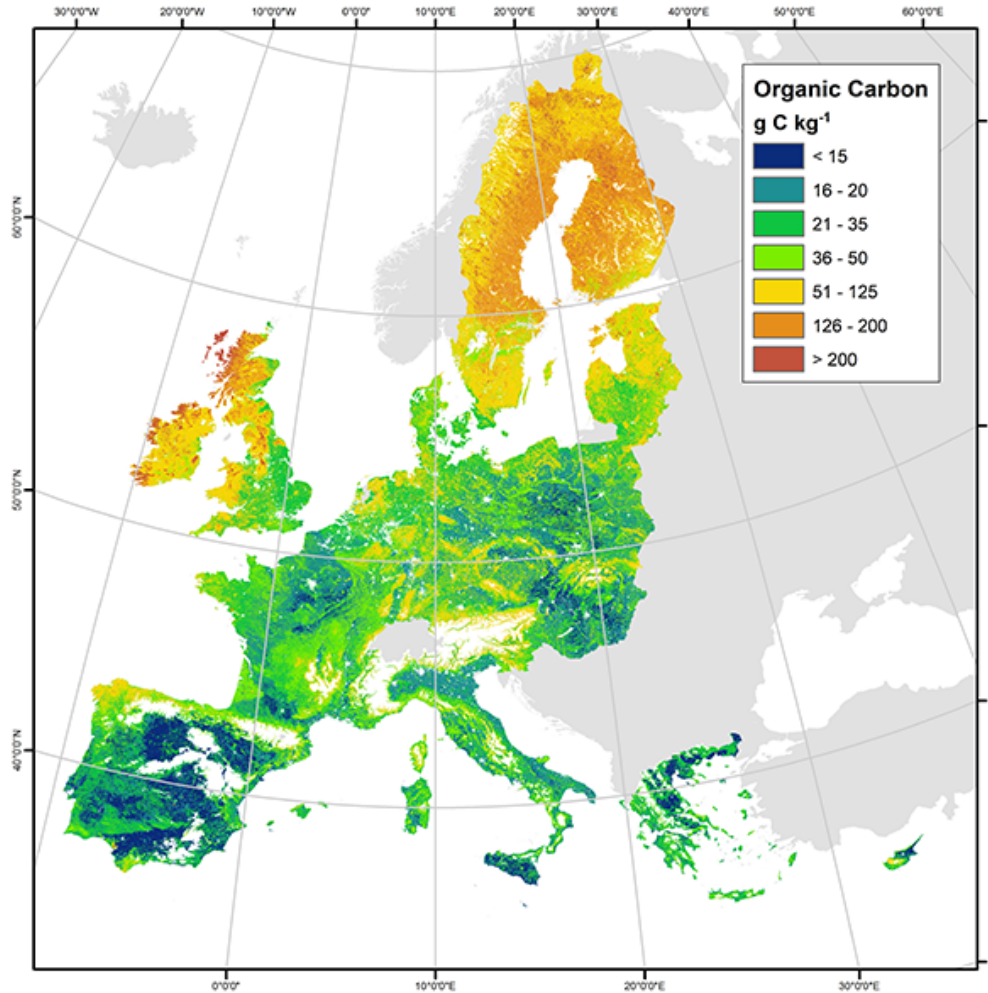 30°0'0"W 20°0'0"W 10°0'0"W 0°0'0" 10°0'0"E 20°0'0"E 30°0'0"E 40°0'0"E 50°0'0"E 60°0'0"E
Organic Carbon
g C kg⁻¹
< 15
16 - 20
21 - 35
36 - 50
51 - 125
126 - 200
> 200
60°0'0"N
50°0'0"N
40°0'0"N
0°0'0"E 10°0'0"E 20°0'0"E 30°0'0"E